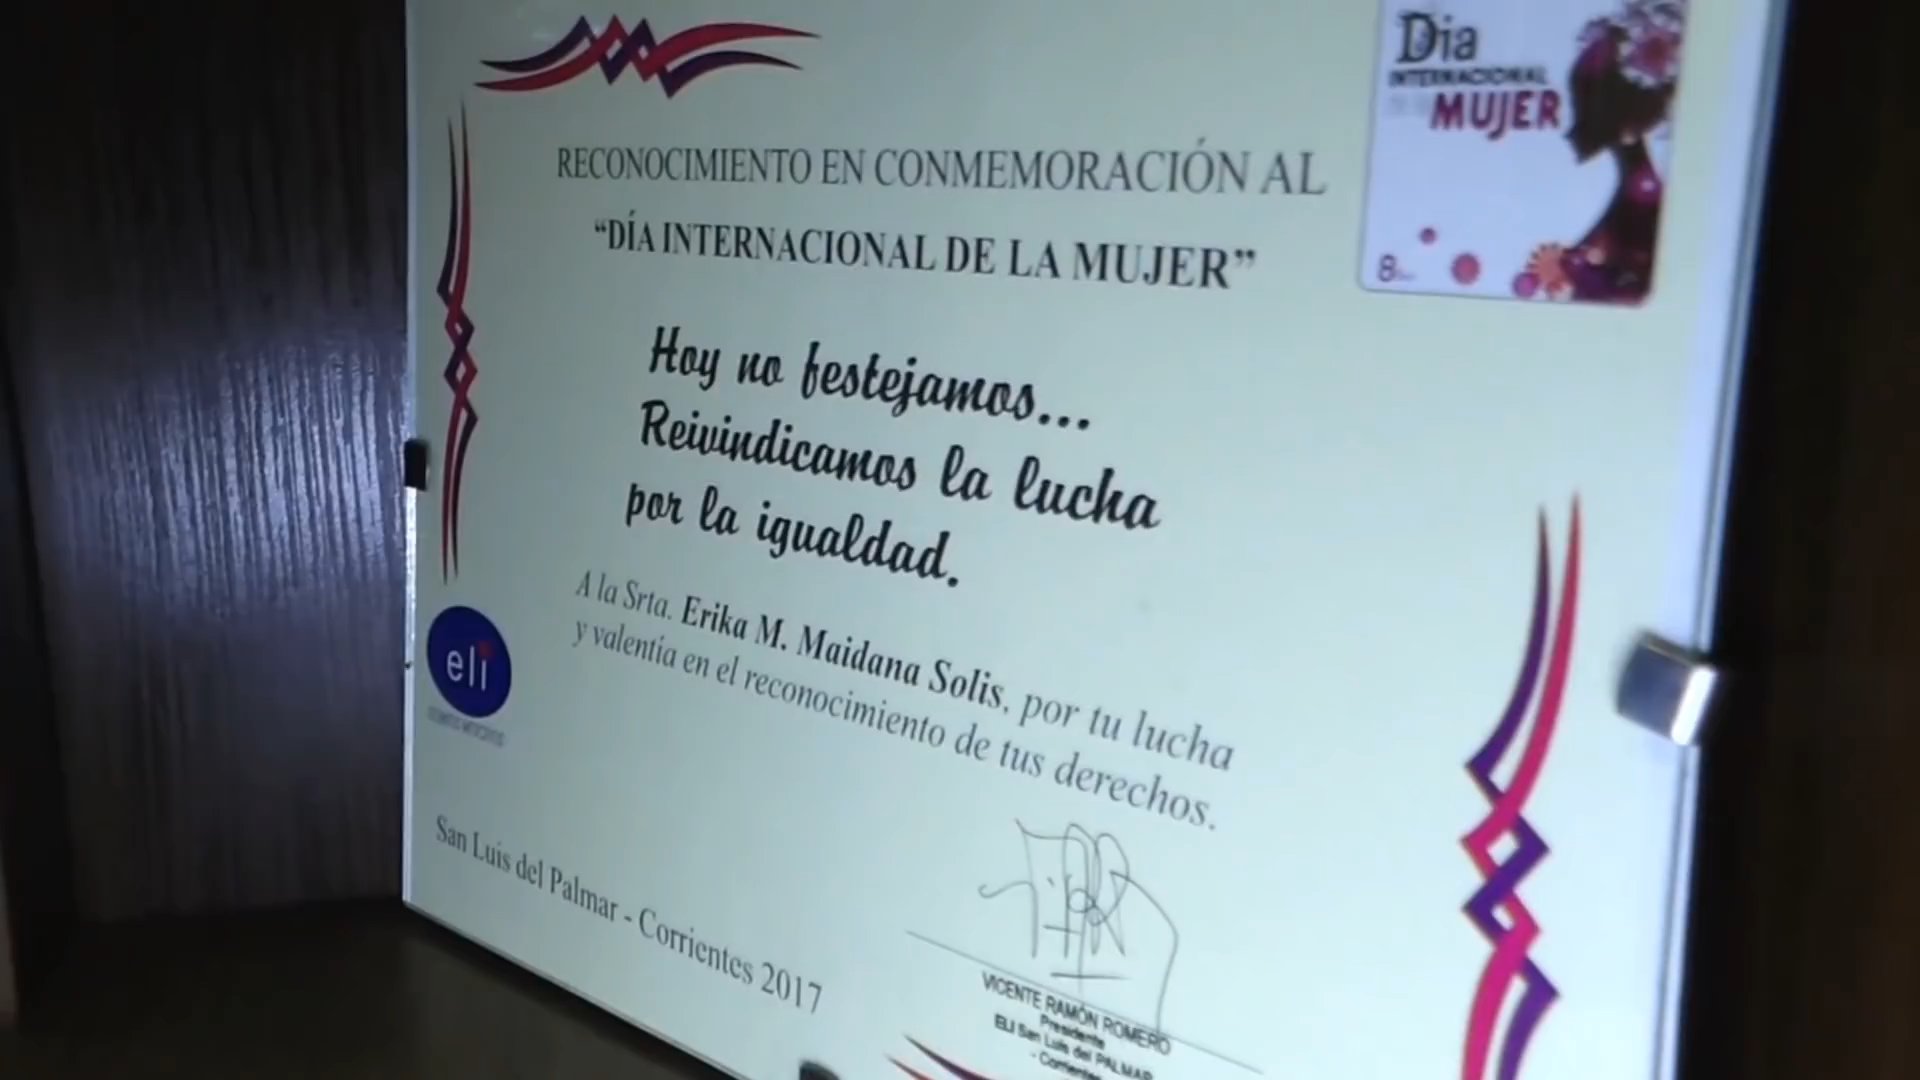 Dia
INTERNACIONAL
MUJER
8
RECONOCIMIENTO EN CONMEMORACIÓN AL
“DÍA INTERNACIONAL DE LA MUJER”
Hoy no festejamos...
Reivindicamos la lucha
por la igualdad.
A la Srta. Erika M. Maidana Solis, por tu lucha
y valentía en el reconocimiento de tus derechos.
eli
San Luis del Palmar - Corrientes 2017
VICENTE RAMÓN ROMERO
Presidente
ELI San Luis del PALMAR
- Corrientes